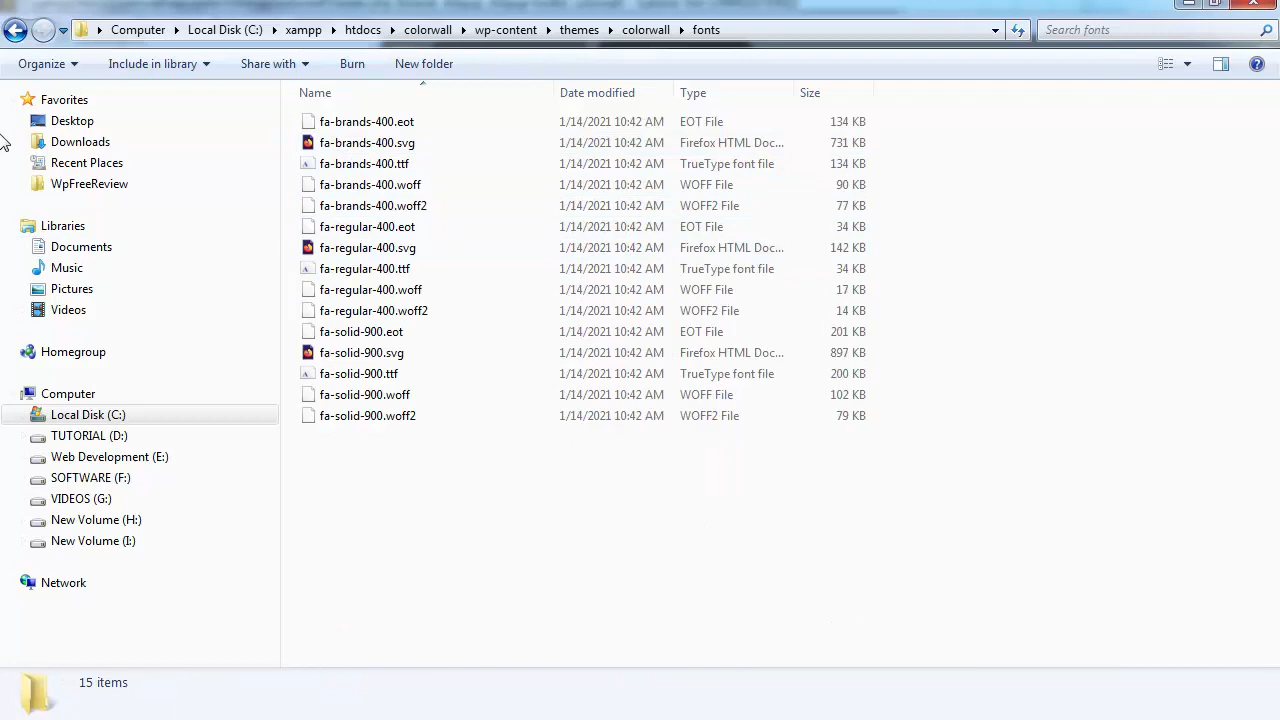 Computer Local Disk (C:) xampp htdocs colorwall wp-content themes colorwall fonts Search fonts
Organize Include in library Share with Burn New folder
Name Date modified Type Size
Favorites
Desktop
Downloads
Recent Places
WpFreeReview
Libraries
Documents
Music
Pictures
Videos
Homegroup
Computer
Local Disk (C:)
TUTORIAL (D:)
Web Development (E:)
SOFTWARE (F:)
VIDEOS (G:)
New Volume (H:)
New Volume (I:)
Network
fa-brands-400.eot 1/14/2021 10:42 AM EOT File 134 KB
fa-brands-400.svg 1/14/2021 10:42 AM Firefox HTML Doc... 731 KB
fa-brands-400.ttf 1/14/2021 10:42 AM TrueType font file 134 KB
fa-brands-400.woff 1/14/2021 10:42 AM WOFF File 90 KB
fa-brands-400.woff2 1/14/2021 10:42 AM WOFF2 File 77 KB
fa-regular-400.eot 1/14/2021 10:42 AM EOT File 34 KB
fa-regular-400.svg 1/14/2021 10:42 AM Firefox HTML Doc... 142 KB
fa-regular-400.ttf 1/14/2021 10:42 AM TrueType font file 34 KB
fa-regular-400.woff 1/14/2021 10:42 AM WOFF File 17 KB
fa-regular-400.woff2 1/14/2021 10:42 AM WOFF2 File 14 KB
fa-solid-900.eot 1/14/2021 10:42 AM EOT File 201 KB
fa-solid-900.svg 1/14/2021 10:42 AM Firefox HTML Doc... 897 KB
fa-solid-900.ttf 1/14/2021 10:42 AM TrueType font file 200 KB
fa-solid-900.woff 1/14/2021 10:42 AM WOFF File 102 KB
fa-solid-900.woff2 1/14/2021 10:42 AM WOFF2 File 79 KB
15 items